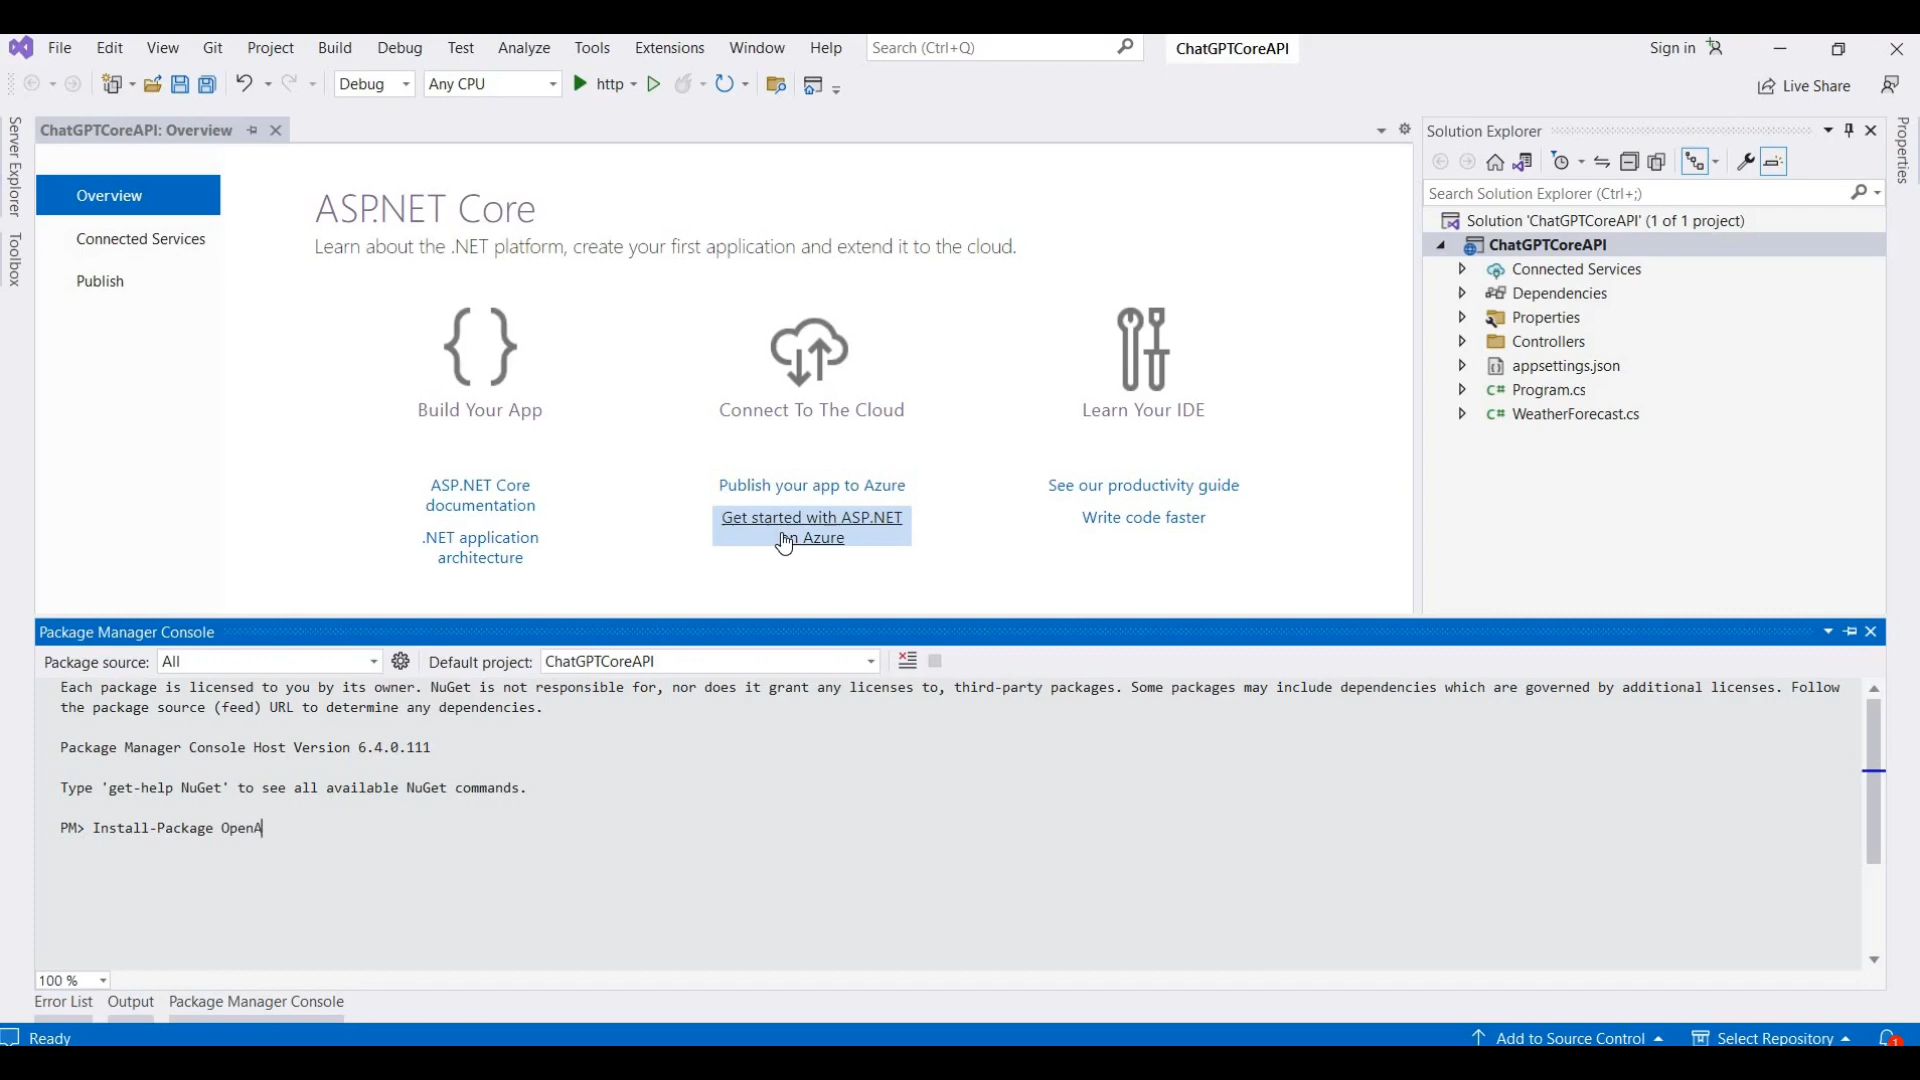 File Edit View Git Project Build Debug Test Analyze Tools Extensions Window Help Search (Ctrl+Q) ChatGPTCoreAPI Sign in
Debug Any CPU http Live Share
Server Explorer
Toolbox
ChatGPTCoreAPI: Overview
Overview
Connected Services
Publish
ASP.NET Core
Learn about the .NET platform, create your first application and extend it to the cloud.
Build Your App
ASP.NET Core
documentation
.NET application
architecture
Connect To The Cloud
Publish your app to Azure
Get started with ASP.NET
on Azure
Learn Your IDE
See our productivity guide
Write code faster
Solution Explorer
Search Solution Explorer (Ctrl+;)
Solution 'ChatGPTCoreAPI' (1 of 1 project)
ChatGPTCoreAPI
Connected Services
Dependencies
Properties
Controllers
appsettings.json
C# Program.cs
C# WeatherForecast.cs
Properties
Package Manager Console
Package source: All Default project: ChatGPTCoreAPI
Each package is licensed to you by its owner. NuGet is not responsible for, nor does it grant any licenses to, third-party packages. Some packages may include dependencies which are governed by additional licenses. Follow
the package source (feed) URL to determine any dependencies.
Package Manager Console Host Version 6.4.0.111
Type 'get-help NuGet' to see all available NuGet commands.
PM> Install-Package OpenA
100 %
Error List Output Package Manager Console
Ready Add to Source Control Select Repository 1